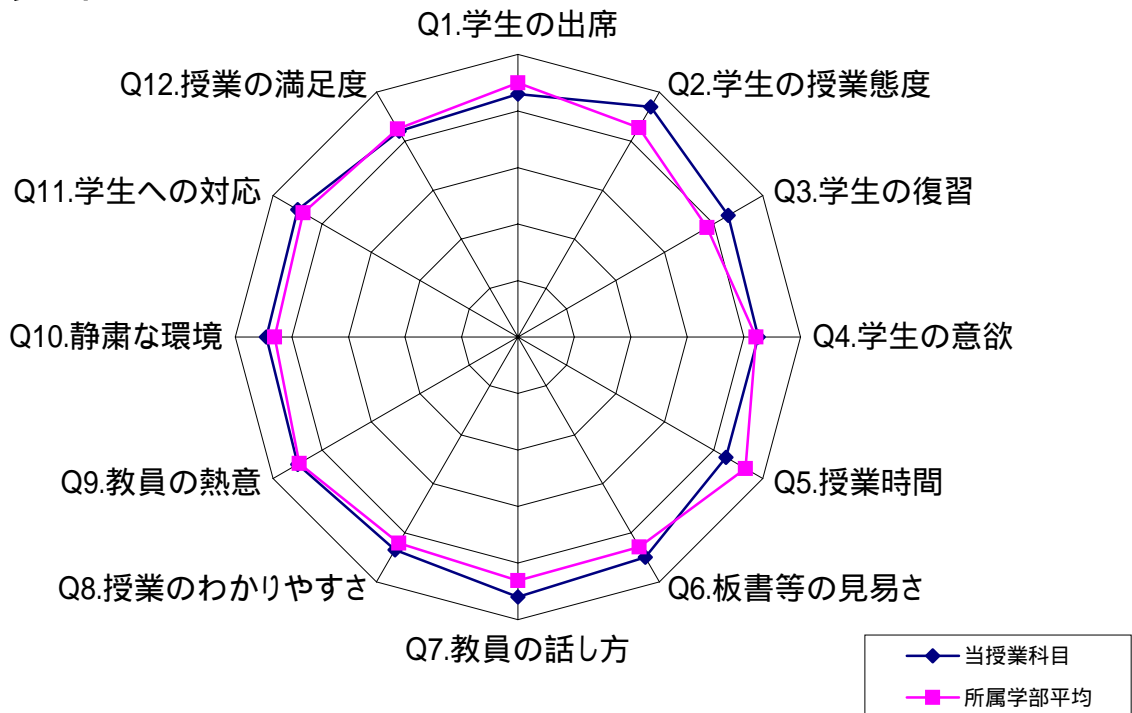 Q1.学生の出席
Q2.学生の授業態度
Q3.学生の復習
Q4.学生の意欲
Q5.授業時間
Q6.板書等の見易さ
Q7.教員の話し方
Q8.授業のわかりやすさ
Q9.教員の熱意
Q10.静粛な環境
Q11.学生への対応
Q12.授業の満足度
当授業科目
所属学部平均